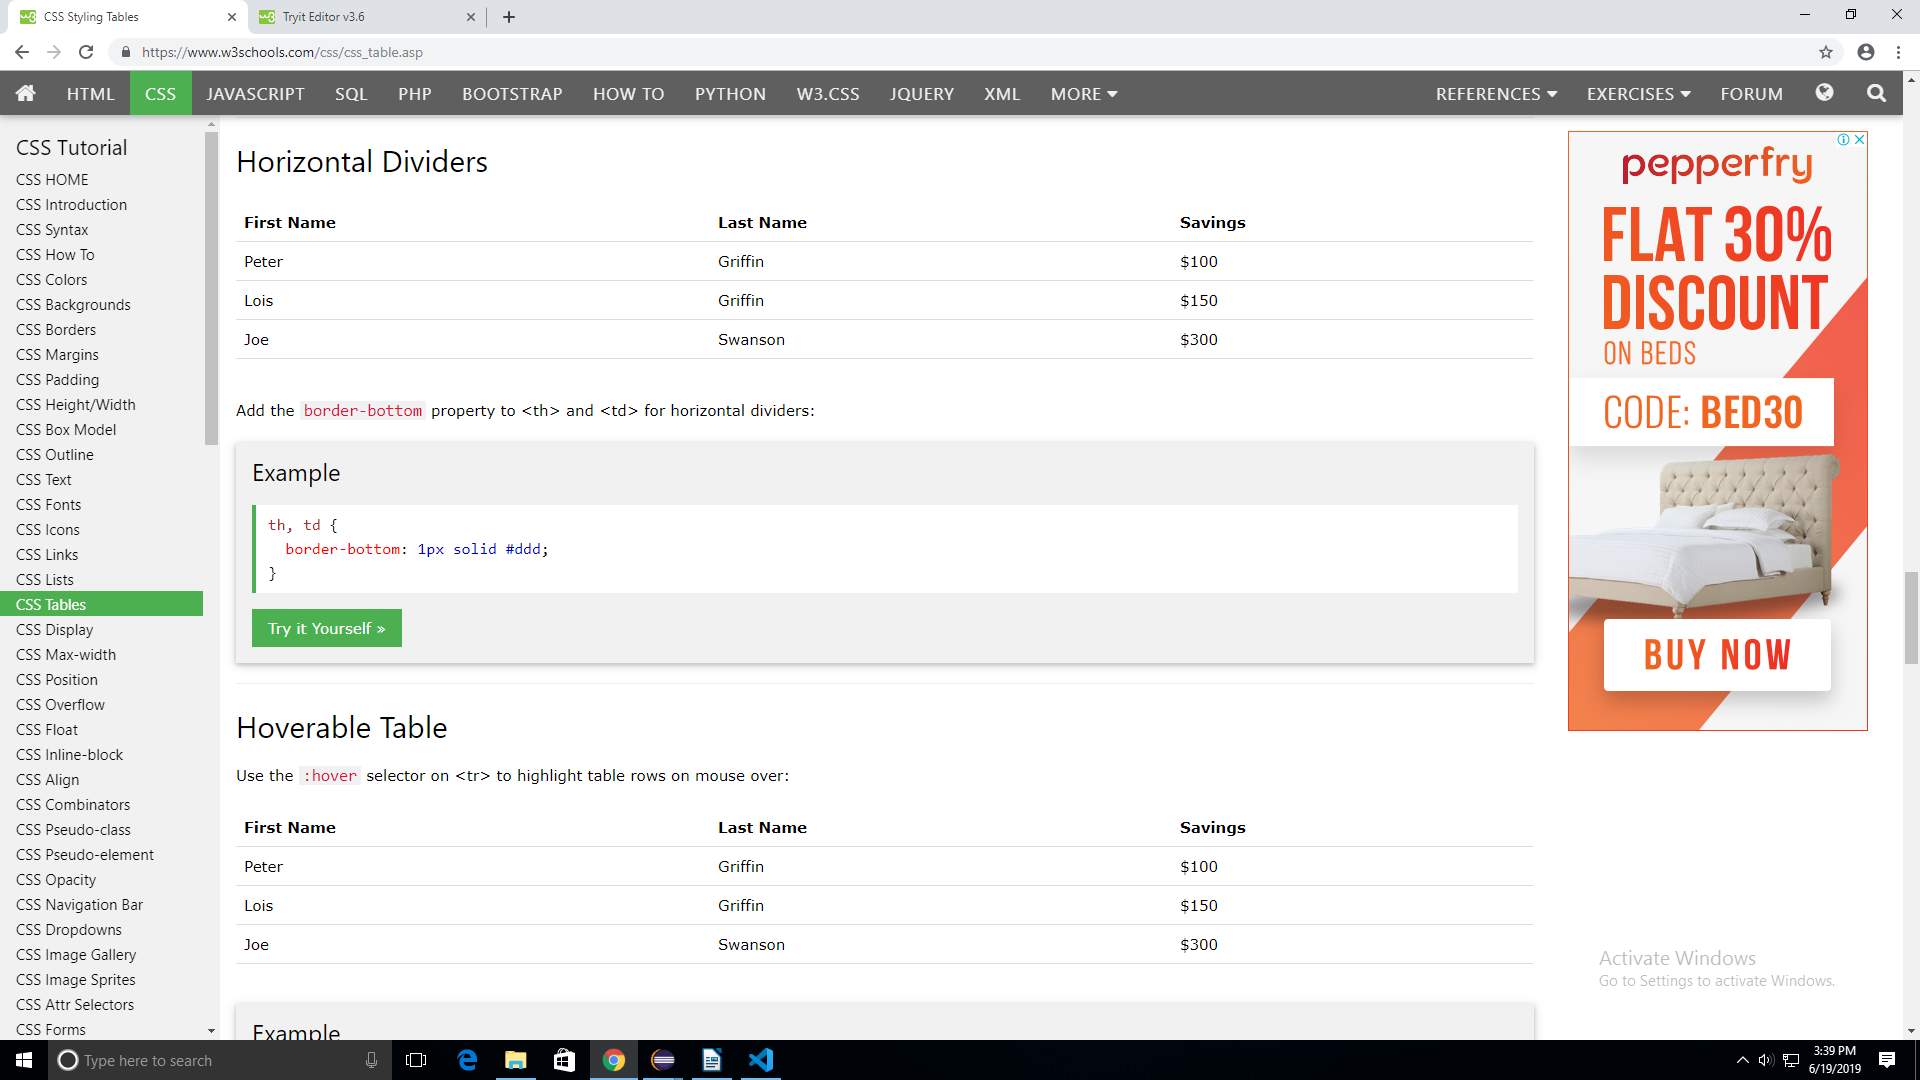 CSS Styling Tables
Tryit Editor v3.6
https://www.w3schools.com/css/css_table.asp
HTML CSS JAVASCRIPT SQL PHP BOOTSTRAP HOW TO PYTHON W3.CSS JQUERY XML MORE REFERENCES EXERCISES FORUM
CSS Tutorial
CSS HOME
CSS Introduction
CSS Syntax
CSS How To
CSS Colors
CSS Backgrounds
CSS Borders
CSS Margins
CSS Padding
CSS Height/Width
CSS Box Model
CSS Outline
CSS Text
CSS Fonts
CSS Icons
CSS Links
CSS Lists
CSS Tables
CSS Display
CSS Max-width
CSS Position
CSS Overflow
CSS Float
CSS Inline-block
CSS Align
CSS Combinators
CSS Pseudo-class
CSS Pseudo-element
CSS Opacity
CSS Navigation Bar
CSS Dropdowns
CSS Image Gallery
CSS Image Sprites
CSS Attr Selectors
CSS Forms
Horizontal Dividers
First Name Last Name Savings
Peter Griffin $100
Lois Griffin $150
Joe Swanson $300
Add the border-bottom property to <th> and <td> for horizontal dividers:
Example
th, td {
border-bottom: 1px solid #ddd;
}
Try it Yourself »
Hoverable Table
Use the :hover selector on <tr> to highlight table rows on mouse over:
First Name Last Name Savings
Peter Griffin $100
Lois Griffin $150
Joe Swanson $300
Example
pepperfry
FLAT 30%
DISCOUNT
ON BEDS
CODE: BED30
BUY NOW
Activate Windows
Go to Settings to activate Windows.
Type here to search
3:39 PM
6/19/2019